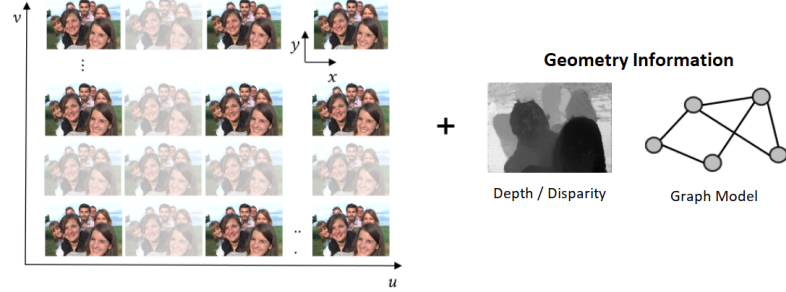 v
y
x
⋮
..
.
u
+
Geometry Information
Depth / Disparity
Graph Model